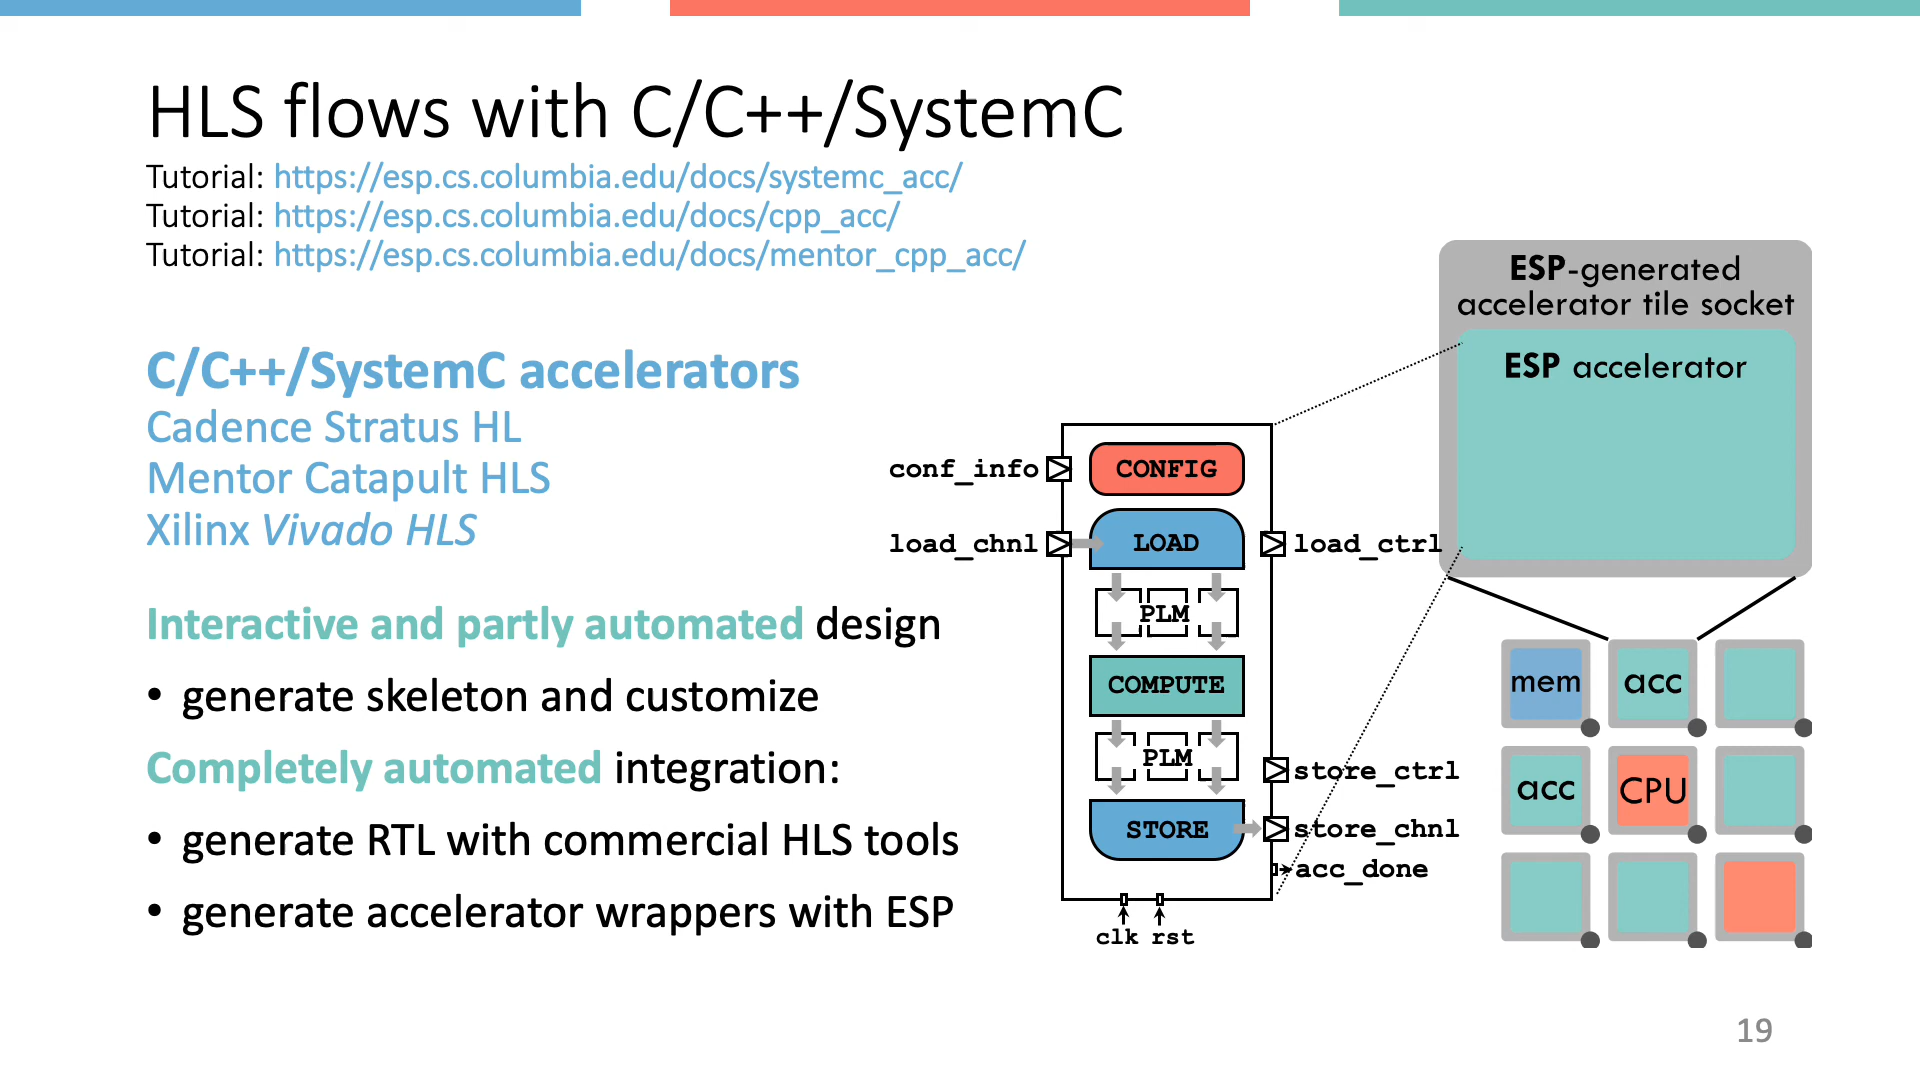 HLS flows with C/C++/SystemC
Tutorial: https://esp.cs.columbia.edu/docs/systemc_acc/
Tutorial: https://esp.cs.columbia.edu/docs/cpp_acc/
Tutorial: https://esp.cs.columbia.edu/docs/mentor_cpp_acc/
C/C++/SystemC accelerators
Cadence Stratus HL
Mentor Catapult HLS
Xilinx Vivado HLS
Interactive and partly automated design
• generate skeleton and customize
Completely automated integration:
• generate RTL with commercial HLS tools
• generate accelerator wrappers with ESP
conf_info
CONFIG
load_chnl
LOAD
load_ctrl
PLM
COMPUTE
PLM
store_ctrl
STORE
store_chnl
acc_done
clk rst
ESP-generated
accelerator tile socket
ESP accelerator
mem
acc
acc
CPU
19